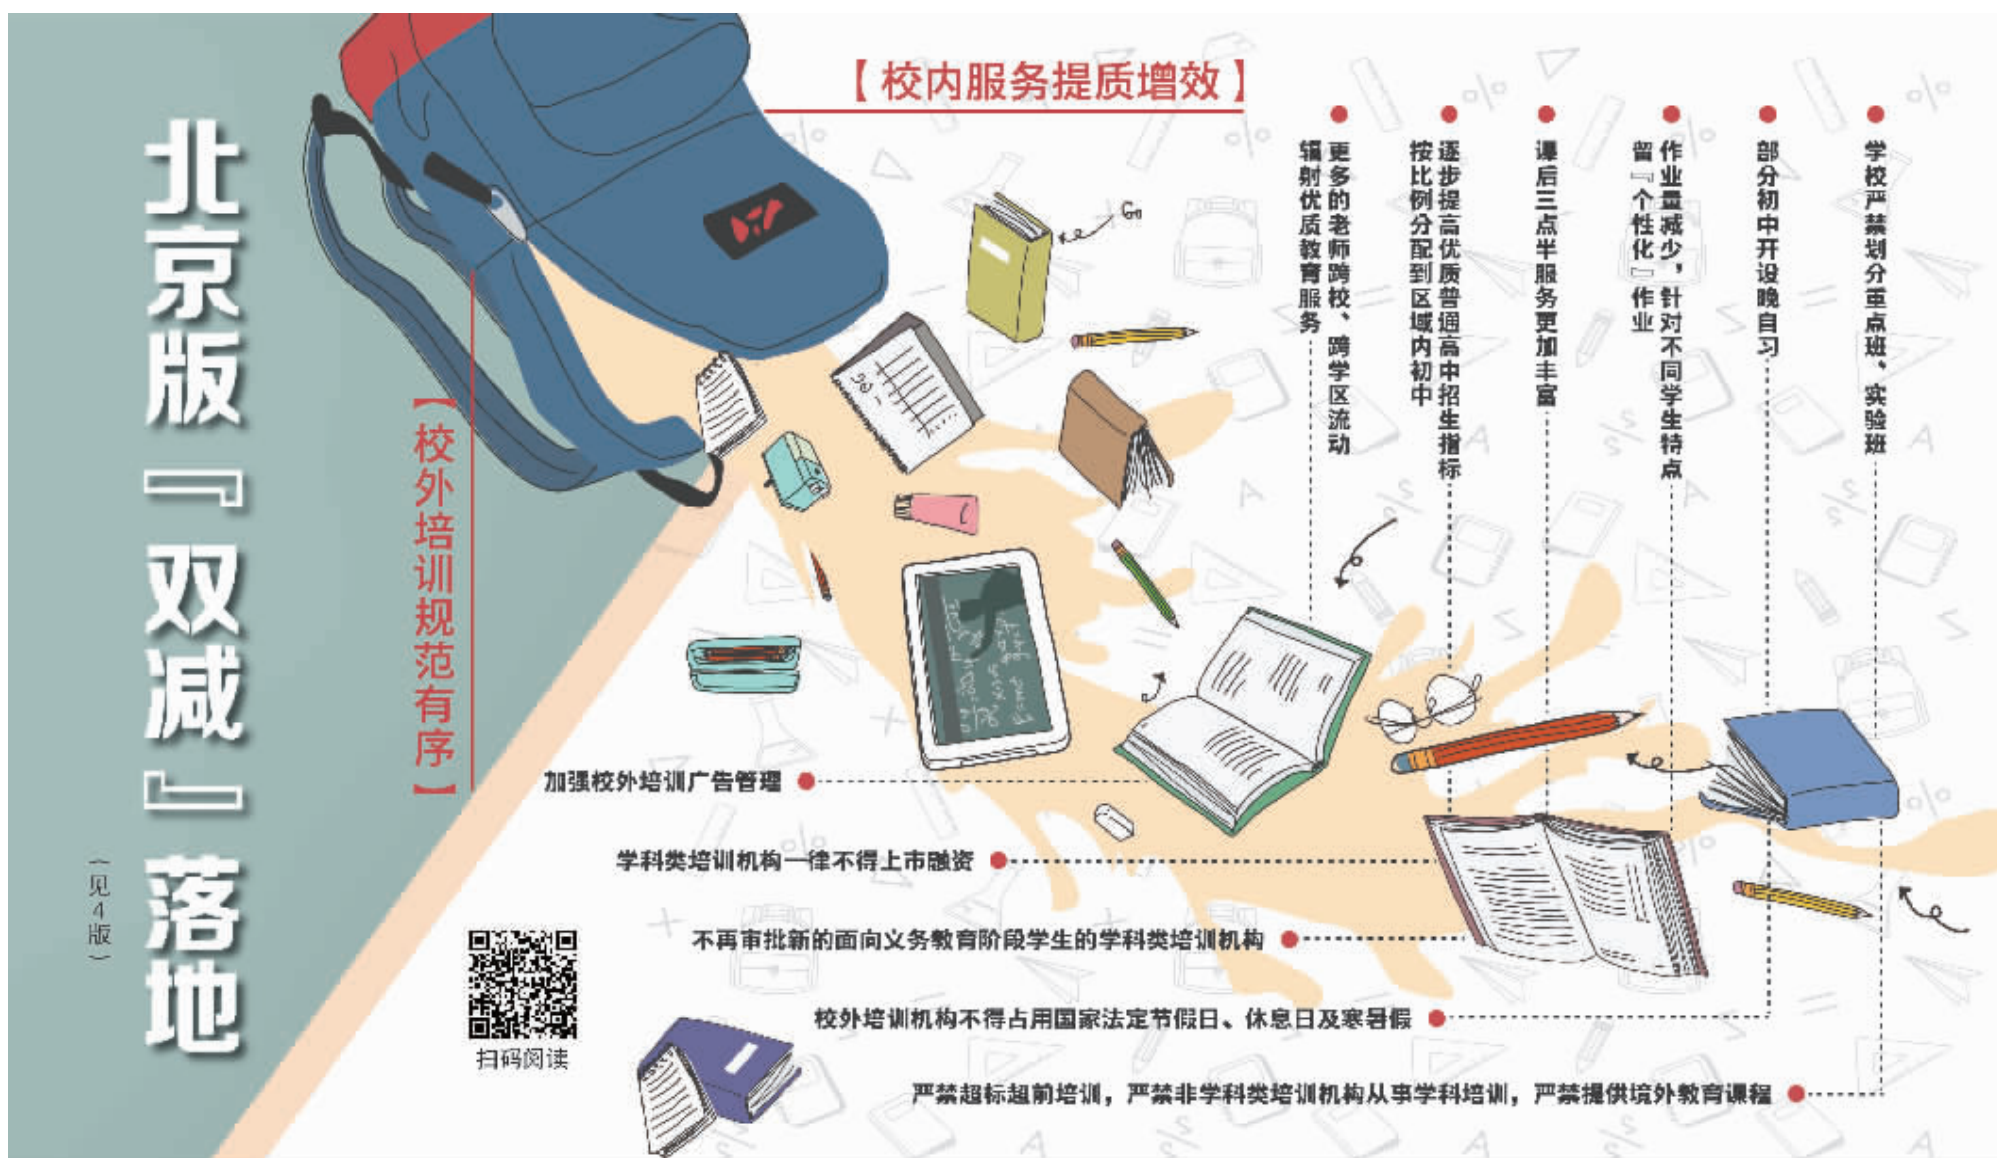 北京版『双减』落地
（见4版）
【校内服务提质增效】
学校严禁划分重点班、实验班
部分初中开设晚自习
作业量减少，针对不同学生特点
留『个性化』作业
课后三点半服务更加丰富
逐步提高优质普通高中招生指标
按比例分配到区域内初中
更多的老师跨校、跨学区流动
辐射优质教育服务
Go
【校外培训规范有序】
加强校外培训广告管理
学科类培训机构一律不得上市融资
不再审批新的面向义务教育阶段学生的学科类培训机构
校外培训机构不得占用国家法定节假日、休息日及寒暑假
严禁超标超前培训，严禁非学科类培训机构从事学科培训，严禁提供境外教育课程
扫码阅读